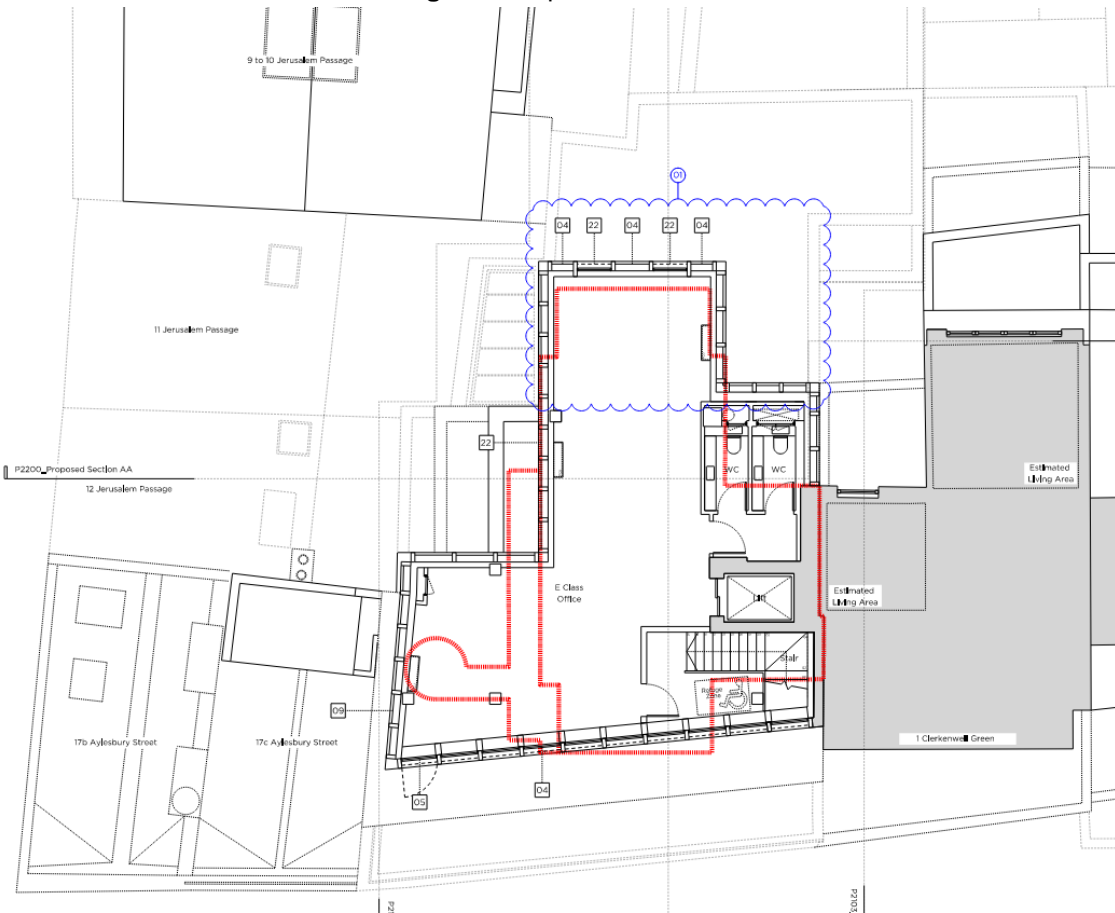 9 to 10 Jerusalem Passage
01
04 22 04 22 04
11 Jerusalem Passage
22
P2200_Proposed Section AA
12 Jerusalem Passage
WC WC
Estimated
Living Area
E Class
Office
Lift
Estimated
Living Area
Stair
Refuge
Zone
09
17b Aylesbury Street
17c Aylesbury Street
1 Clerkenwell Green
05
04